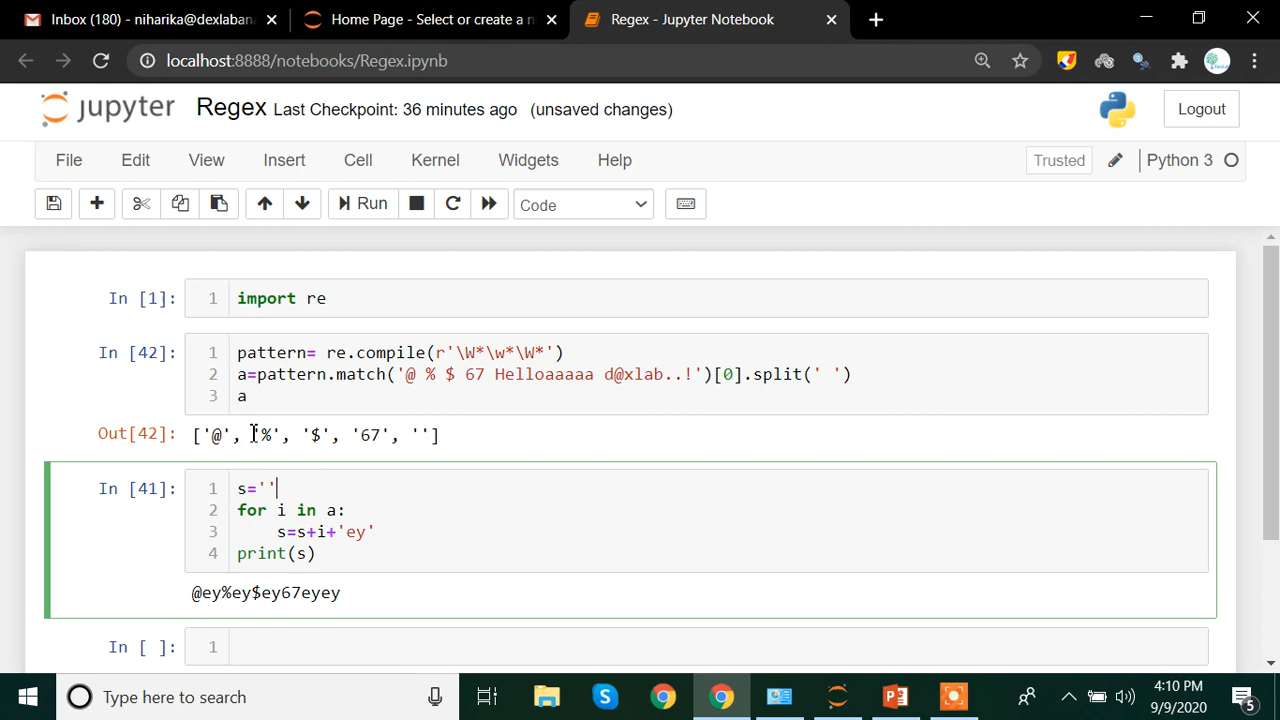 Inbox (180) - niharika@dexlabana
Home Page - Select or create a n
Regex - Jupyter Notebook
localhost:8888/notebooks/Regex.ipynb
jupyter Regex Last Checkpoint: 36 minutes ago (unsaved changes)
Logout
File Edit View Insert Cell Kernel Widgets Help
Trusted Python 3
Run Code
In [1]: 1 import re
In [42]: 1 pattern= re.compile(r'\W*\w*\W*')
2 a=pattern.match('@ % $ 67 Helloaaaaa d@xlab..!')[0].split(' ')
3 a
Out[42]: ['@', '%', '$', '67', '']
In [41]: 1 s=''
2 for i in a:
3 s=s+i+'ey'
4 print(s)
@ey%ey$ey67eyey
In [ ]: 1
Type here to search
4:10 PM
9/9/2020
5